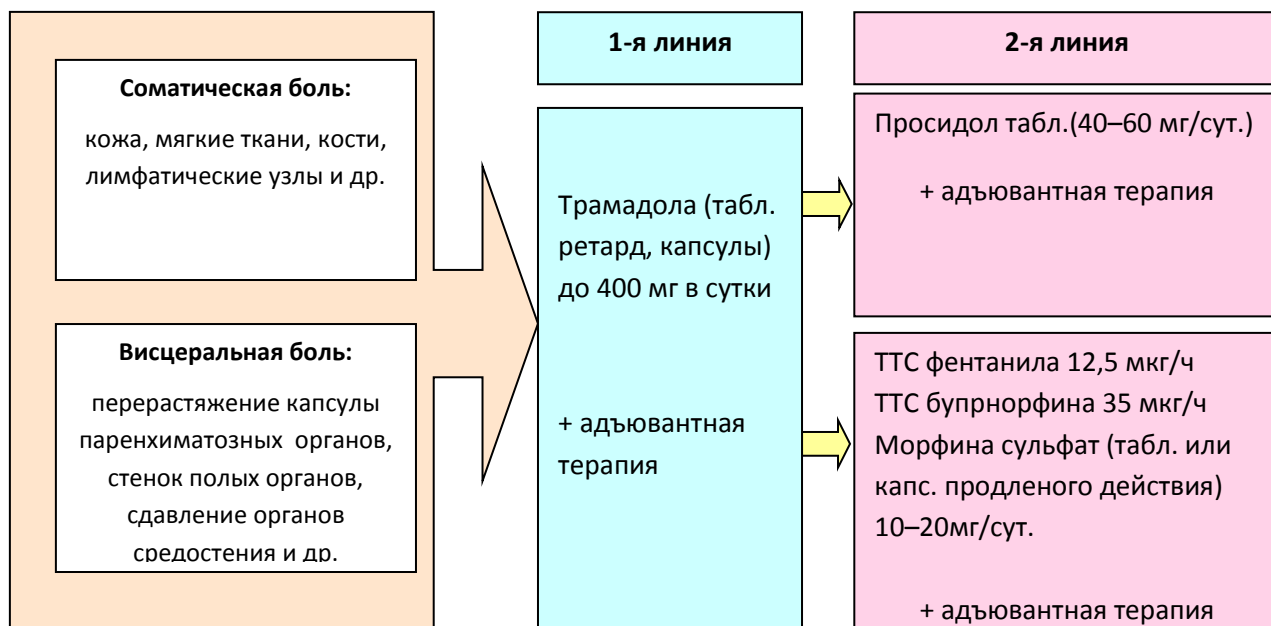 Соматическая боль:
кожа, мягкие ткани, кости,
лимфатические узлы и др.
Висцеральная боль:
перерастяжение капсулы
паренхиматозных органов,
стенок полых органов,
сдавление органов
средостения и др.
1-я линия
Трамадола (табл.
ретард, капсулы)
до 400 мг в сутки
+ адъювантная
терапия
2-я линия
Просидол табл.(40–60 мг/сут.)
+ адъювантная терапия
ТТС фентанила 12,5 мкг/ч
ТТС бупрнорфина 35 мкг/ч
Морфина сульфат (табл. или
капс. продленого действия)
10–20мг/сут.
+ адъювантная терапия